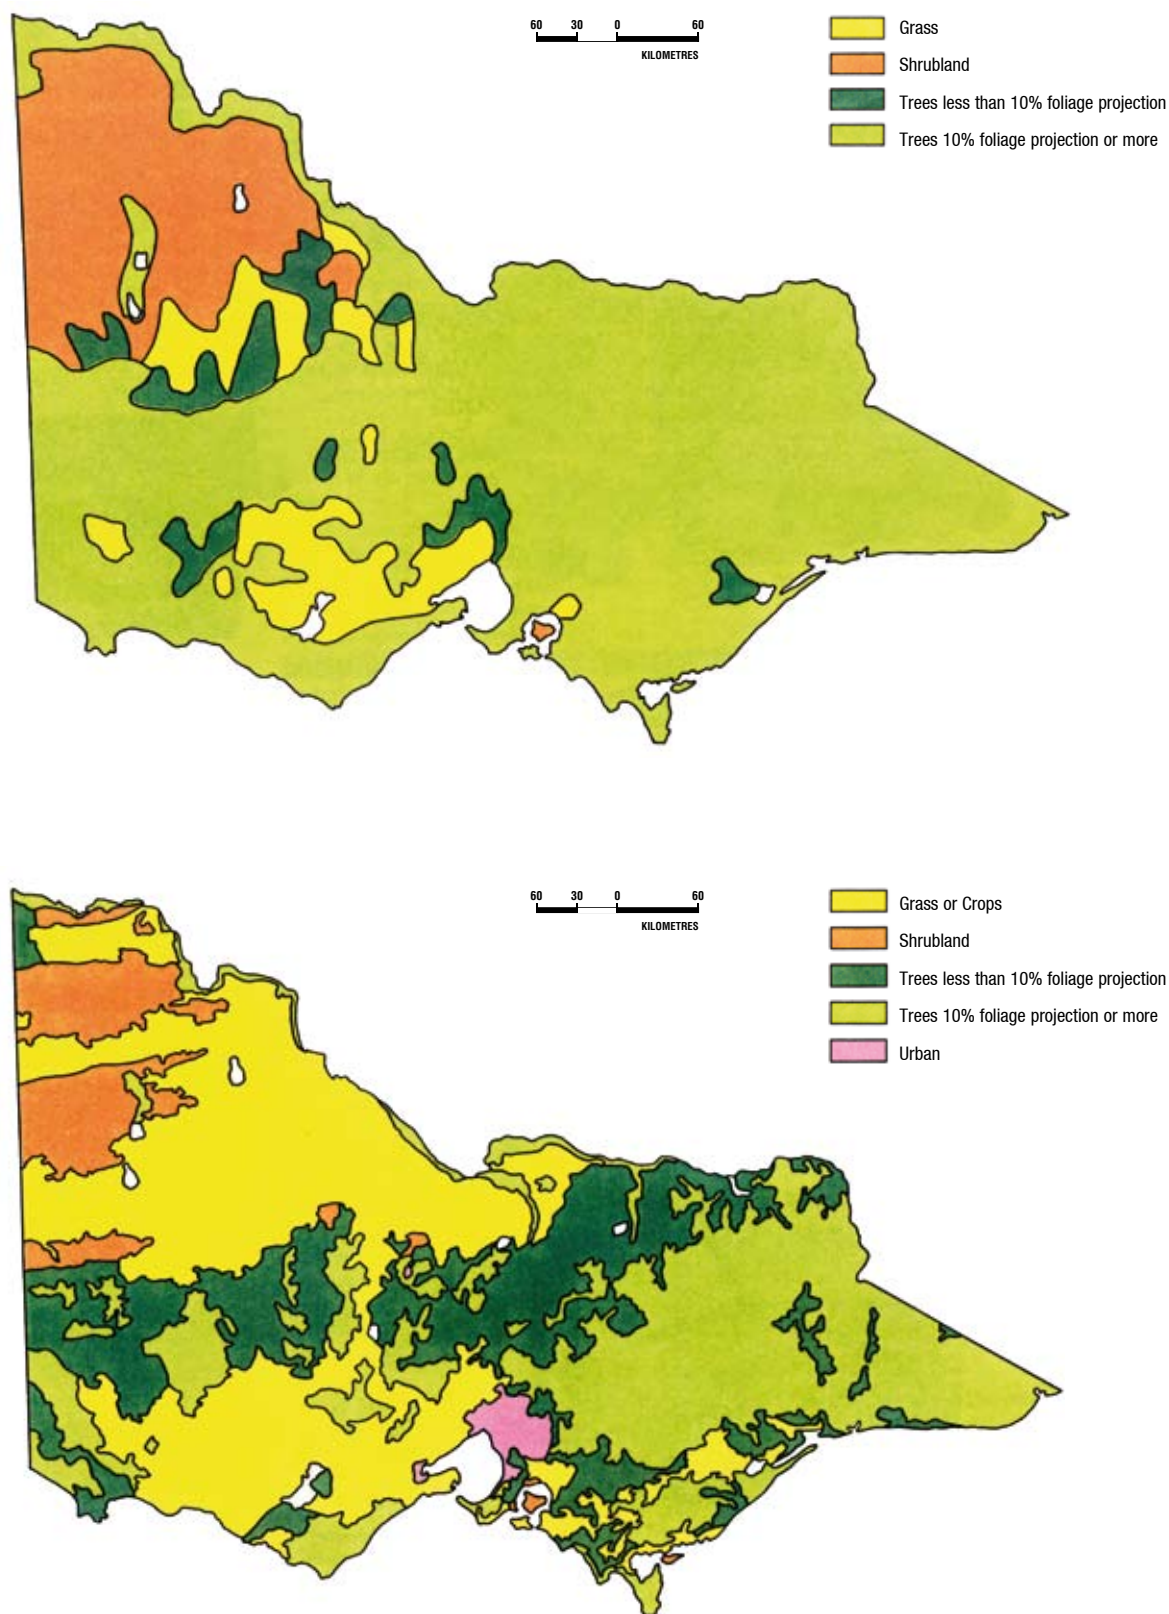 60 30 0 60
KILOMETRES
Grass
Shrubland
Trees less than 10% foliage projection
Trees 10% foliage projection or more
60 30 0 60
KILOMETRES
Grass or Crops
Shrubland
Trees less than 10% foliage projection
Trees 10% foliage projection or more
Urban